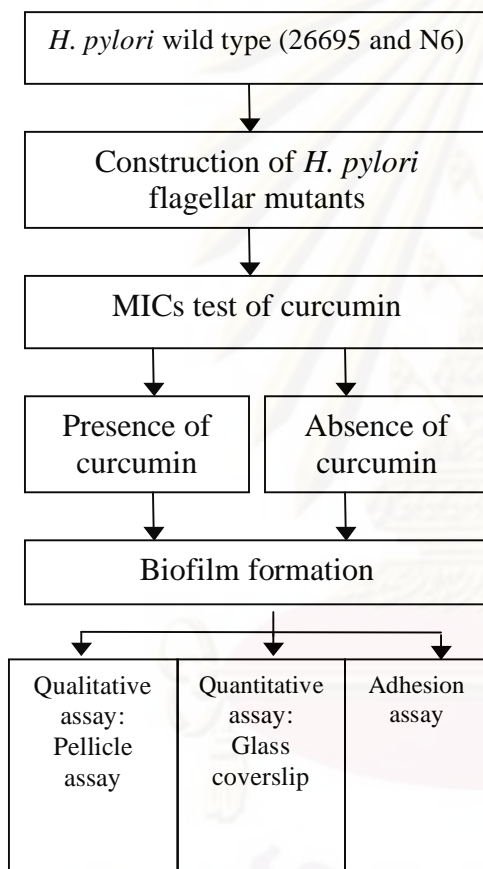 H. pylori wild type (26695 and N6)
Construction of H. pylori
flagellar mutants
MICs test of curcumin
Presence of
curcumin
Absence of
curcumin
Biofilm formation
Qualitative
assay:
Pellicle
assay
Quantitative
assay:
Glass
coverslip
Adhesion
assay